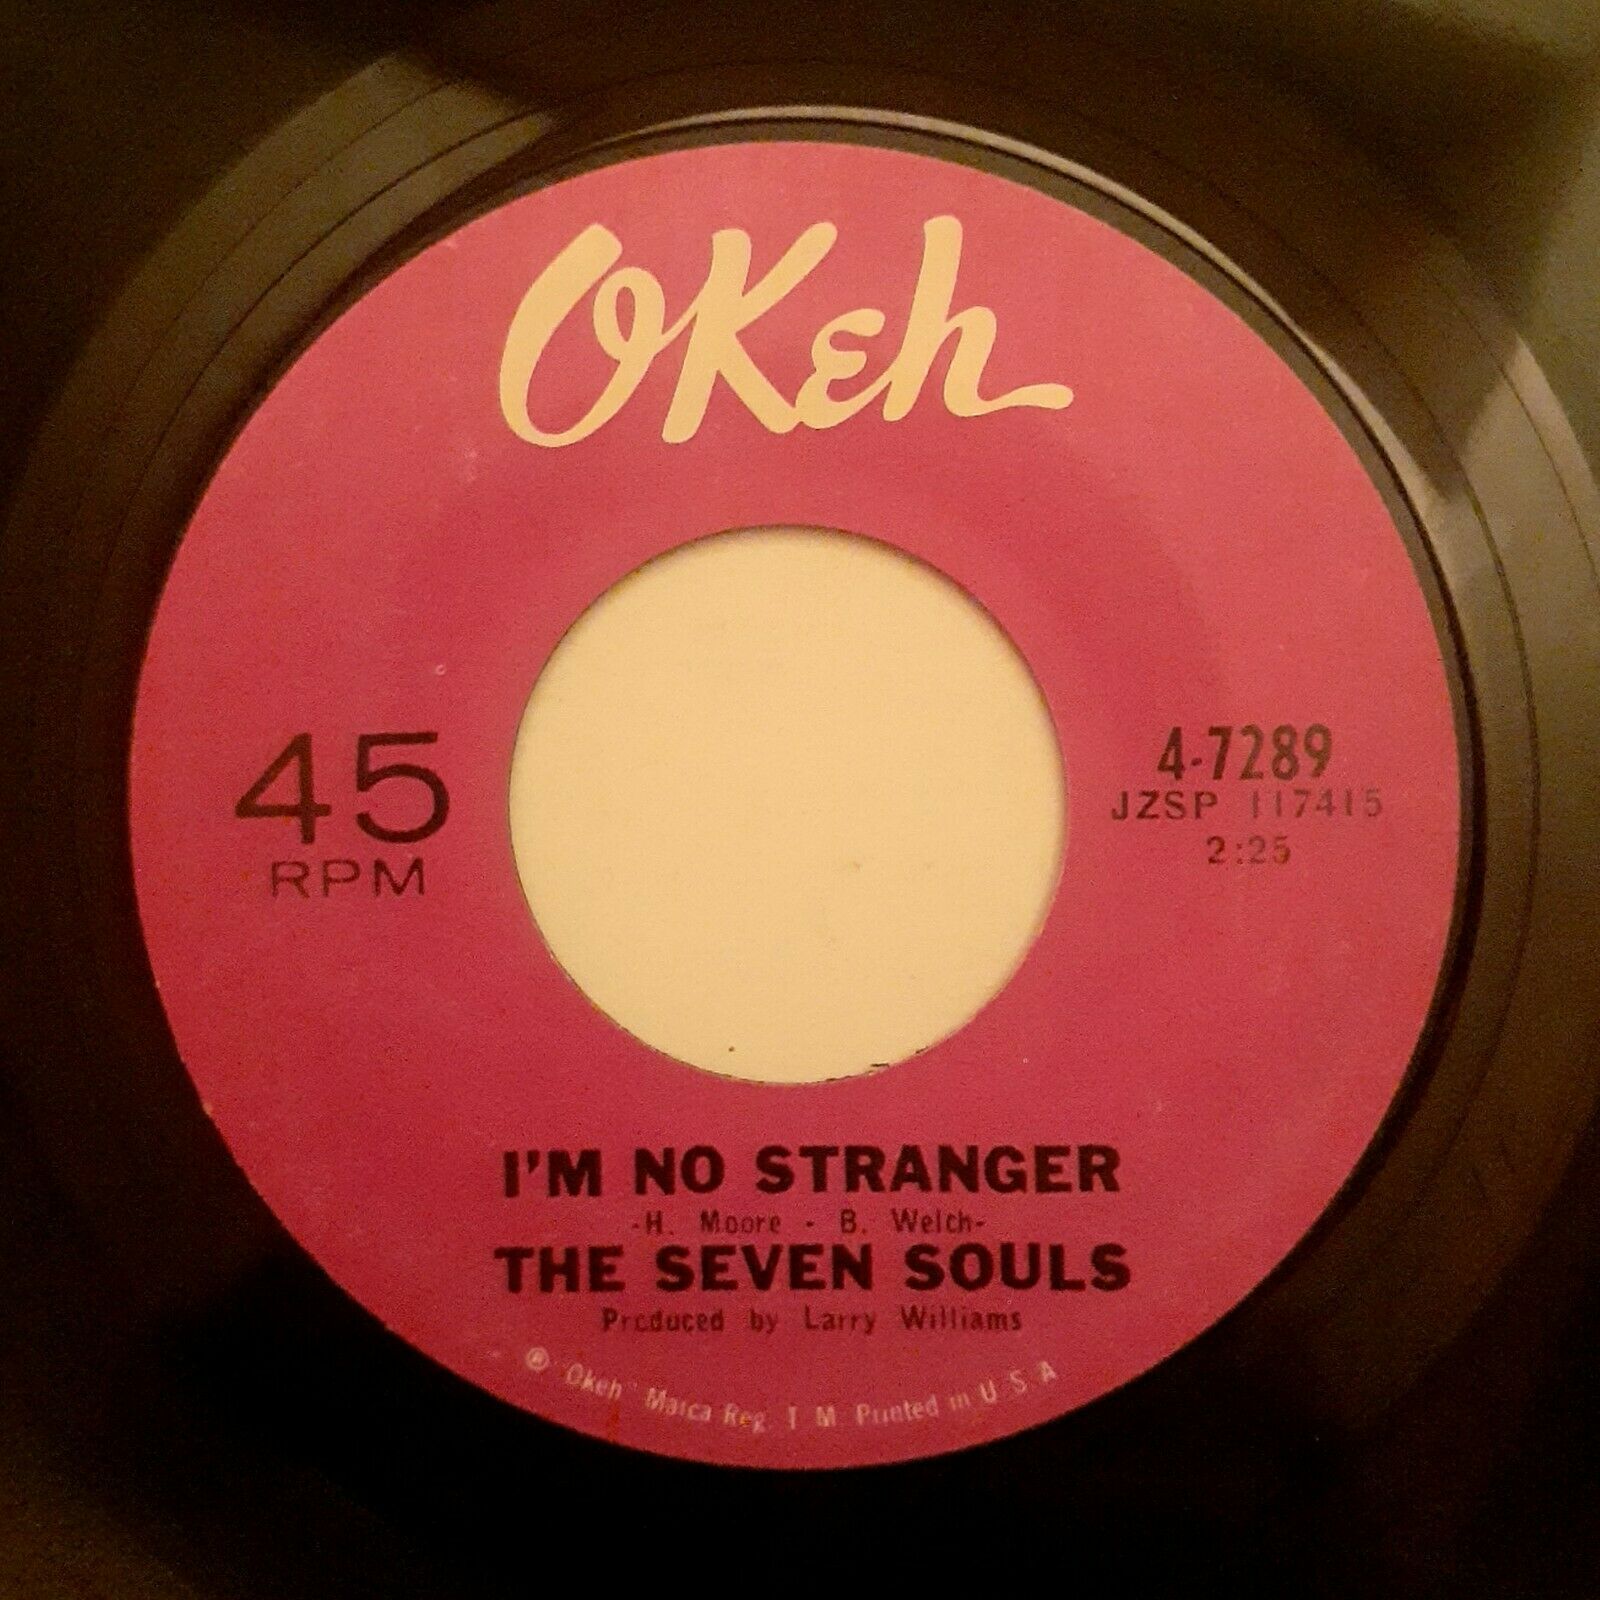 OKeh
45
RPM
4-7289
JZSP 117415
2:25
I'M NO STRANGER
-H. Moore - B. Welch-
THE SEVEN SOULS
Produced by Larry Williams
® "Okeh" Marca Reg. T M Printed in U S A